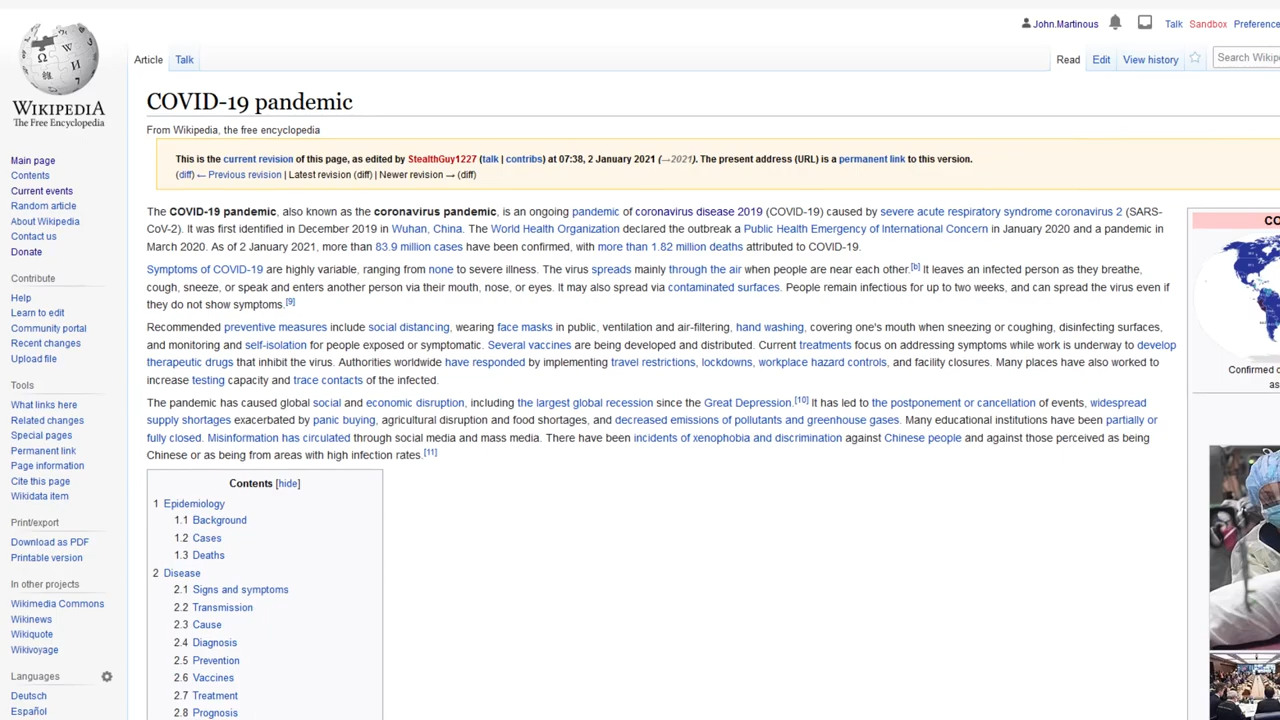 John.Martinous Talk Sandbox Preference
Article Talk Read Edit View history Search Wikip
WIKIPEDIA
The Free Encyclopedia
Main page
Contents
Current events
Random article
About Wikipedia
Contact us
Donate
Contribute
Help
Learn to edit
Community portal
Recent changes
Upload file
Tools
What links here
Related changes
Special pages
Permanent link
Page information
Cite this page
Wikidata item
Print/export
Download as PDF
Printable version
In other projects
Wikimedia Commons
Wikinews
Wikiquote
Wikivoyage
Languages
Deutsch
Español
COVID-19 pandemic
From Wikipedia, the free encyclopedia
This is the current revision of this page, as edited by StealthGuy1227 (talk | contribs) at 07:38, 2 January 2021 (→2021). The present address (URL) is a permanent link to this version.
(diff) ← Previous revision | Latest revision (diff) | Newer revision → (diff)
The COVID-19 pandemic, also known as the coronavirus pandemic, is an ongoing pandemic of coronavirus disease 2019 (COVID-19) caused by severe acute respiratory syndrome coronavirus 2 (SARS-
CoV-2). It was first identified in December 2019 in Wuhan, China. The World Health Organization declared the outbreak a Public Health Emergency of International Concern in January 2020 and a pandemic in
March 2020. As of 2 January 2021, more than 83.9 million cases have been confirmed, with more than 1.82 million deaths attributed to COVID-19.
Symptoms of COVID-19 are highly variable, ranging from none to severe illness. The virus spreads mainly through the air when people are near each other.[b] It leaves an infected person as they breathe,
cough, sneeze, or speak and enters another person via their mouth, nose, or eyes. It may also spread via contaminated surfaces. People remain infectious for up to two weeks, and can spread the virus even if
they do not show symptoms.[9]
Recommended preventive measures include social distancing, wearing face masks in public, ventilation and air-filtering, hand washing, covering one's mouth when sneezing or coughing, disinfecting surfaces,
and monitoring and self-isolation for people exposed or symptomatic. Several vaccines are being developed and distributed. Current treatments focus on addressing symptoms while work is underway to develop
therapeutic drugs that inhibit the virus. Authorities worldwide have responded by implementing travel restrictions, lockdowns, workplace hazard controls, and facility closures. Many places have also worked to
increase testing capacity and trace contacts of the infected.
The pandemic has caused global social and economic disruption, including the largest global recession since the Great Depression.[10] It has led to the postponement or cancellation of events, widespread
supply shortages exacerbated by panic buying, agricultural disruption and food shortages, and decreased emissions of pollutants and greenhouse gases. Many educational institutions have been partially or
fully closed. Misinformation has circulated through social media and mass media. There have been incidents of xenophobia and discrimination against Chinese people and against those perceived as being
Chinese or as being from areas with high infection rates.[11]
Contents [hide]
1 Epidemiology
1.1 Background
1.2 Cases
1.3 Deaths
2 Disease
2.1 Signs and symptoms
2.2 Transmission
2.3 Cause
2.4 Diagnosis
2.5 Prevention
2.6 Vaccines
2.7 Treatment
2.8 Prognosis
CO
Confirmed
as